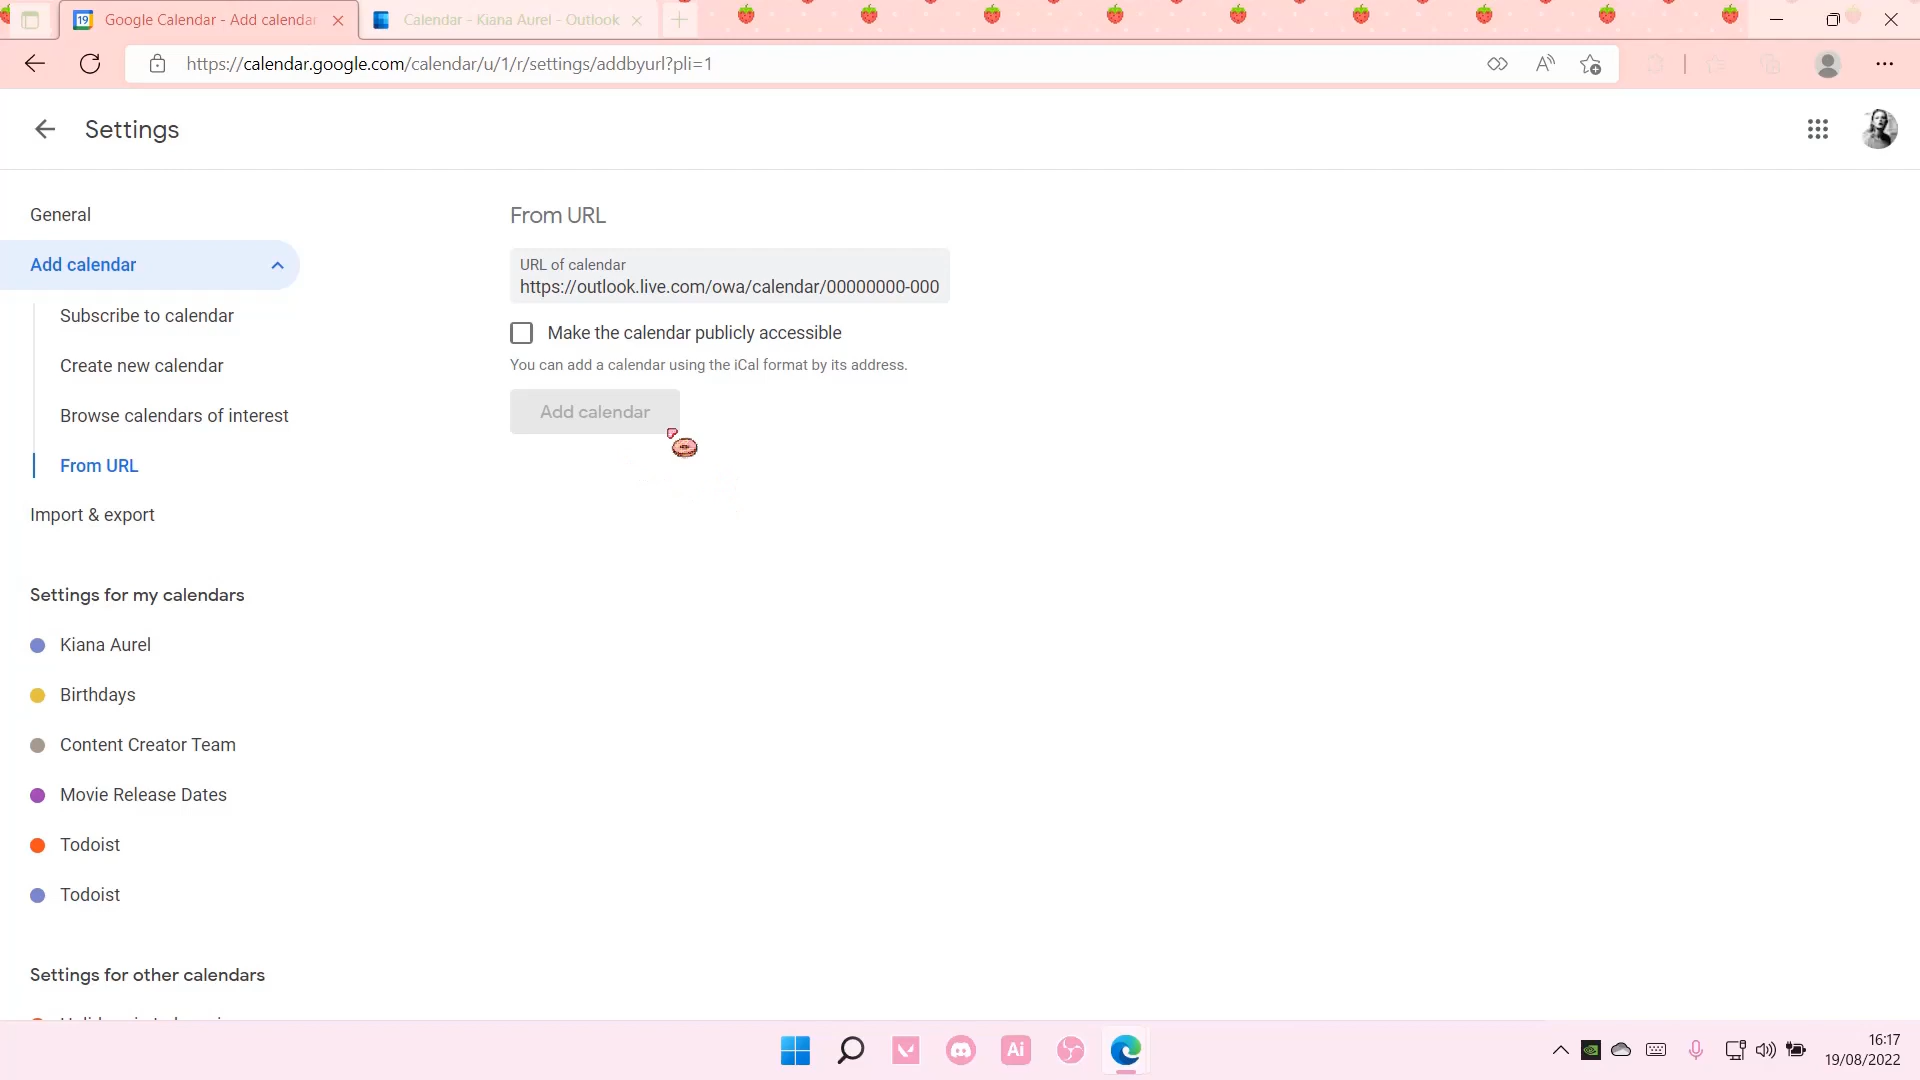 Google Calendar - Add calendar
Calendar - Kiana Aurel - Outlook
https://calendar.google.com/calendar/u/1/r/settings/addbyurl?pli=1
Settings
General
Add calendar
Subscribe to calendar
Create new calendar
Browse calendars of interest
From URL
Import & export
Settings for my calendars
Kiana Aurel
Birthdays
Content Creator Team
Movie Release Dates
Todoist
Todoist
Settings for other calendars
From URL
URL of calendar
https://outlook.live.com/owa/calendar/00000000-000
Make the calendar publicly accessible
You can add a calendar using the iCal format by its address.
Add calendar
Ai
16:17
19/08/2022